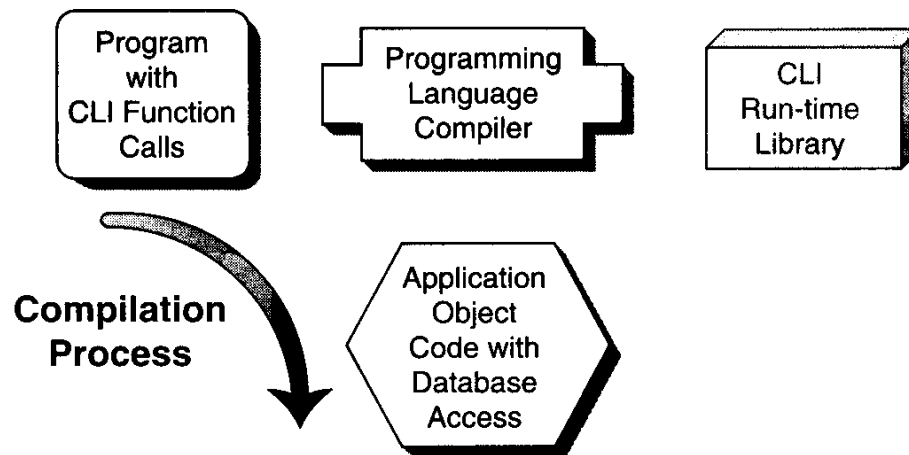 Program
with
CLI Function
Calls
Programming
Language
Compiler
CLI
Run-time
Library
Compilation
Process
Application
Object
Code with
Database
Access